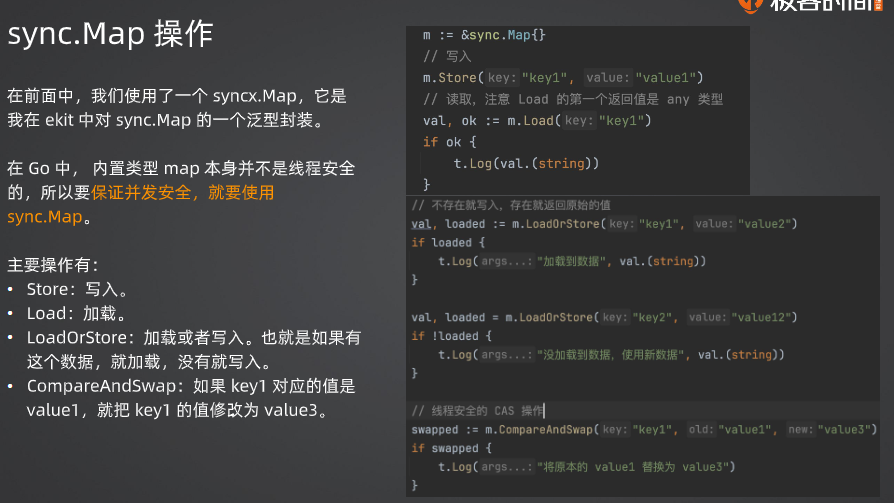 极客时间
sync.Map 操作
在前面中，我们使用了一个 syncx.Map，它是
我在 ekit 中对 sync.Map 的一个泛型封装。
在 Go 中， 内置类型 map 本身并不是线程安全
的，所以要保证并发安全，就要使用
sync.Map。
主要操作有：
• Store：写入。
• Load：加载。
• LoadOrStore：加载或者写入。也就是如果有
这个数据，就加载，没有就写入。
• CompareAndSwap：如果 key1 对应的值是
value1，就把 key1 的值修改为 value3。
m := &sync.Map{}
// 写入
m.Store( key: "key1", value: "value1")
// 读取，注意 Load 的第一个返回值是 any 类型
val, ok := m.Load( key: "key1")
if ok {
t.Log(val.(string))
}
// 不存在就写入，存在就返回原始的值
val, loaded := m.LoadOrStore( key: "key1", value: "value2")
if loaded {
t.Log( args...: "加载到数据", val.(string))
}
val, loaded = m.LoadOrStore( key: "key2", value: "value12")
if !loaded {
t.Log( args...: "没加载到数据，使用新数据", val.(string))
}
// 线程安全的 CAS 操作
swapped := m.CompareAndSwap( key: "key1", old: "value1", new: "value3")
if swapped {
t.Log( args...: "将原本的 value1 替换为 value3")
}